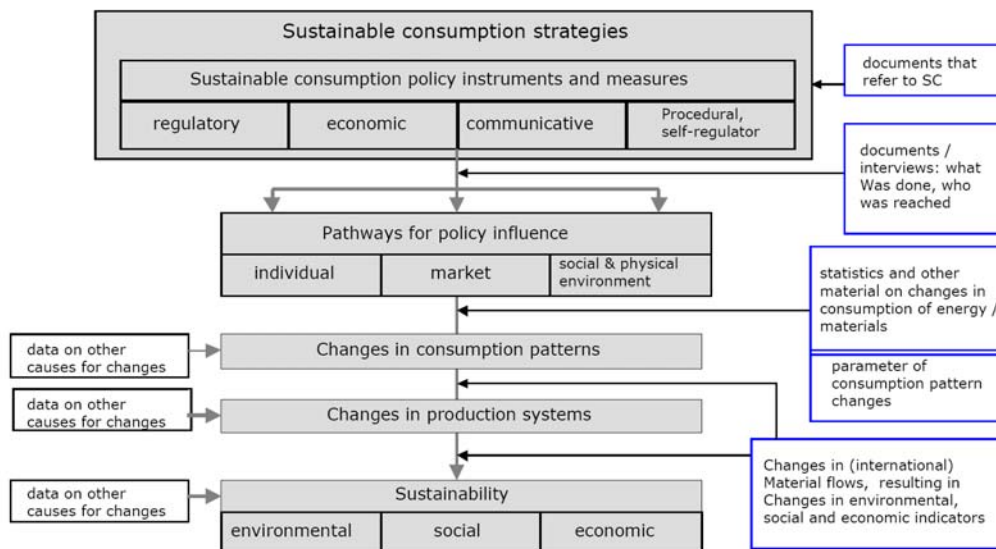 Sustainable consumption strategies
Sustainable consumption policy instruments and measures
regulatory
economic
communicative
Procedural,
self-regulator
documents that
refer to SC
documents /
interviews: what
Was done, who
was reached
Pathways for policy influence
individual
market
social & physical
environment
statistics and other
material on changes in
consumption of energy /
materials
data on other
causes for changes
Changes in consumption patterns
parameter of
consumption pattern
changes
data on other
causes for changes
Changes in production systems
Changes in (international)
Material flows, resulting in
Changes in environmental,
social and economic indicators
data on other
causes for changes
Sustainability
environmental
social
economic